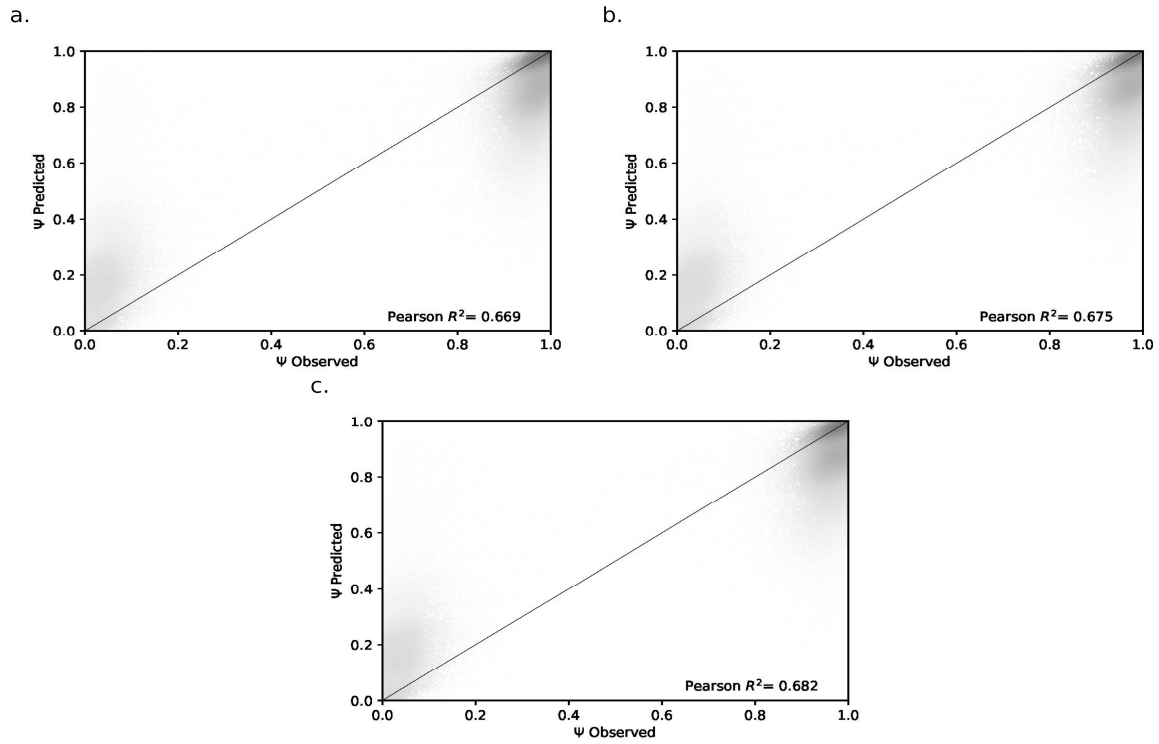 a.
1.0
0.8
0.6
0.4
0.2
0.0
Ψ Predicted
Pearson R²= 0.669
0.0 0.2 0.4 0.6 0.8 1.0
Ψ Observed
b.
1.0
0.8
0.6
0.4
0.2
0.0
Ψ Predicted
Pearson R²= 0.675
0.0 0.2 0.4 0.6 0.8 1.0
Ψ Observed
c.
1.0
0.8
0.6
0.4
0.2
0.0
Ψ Predicted
Pearson R²= 0.682
0.0 0.2 0.4 0.6 0.8 1.0
Ψ Observed